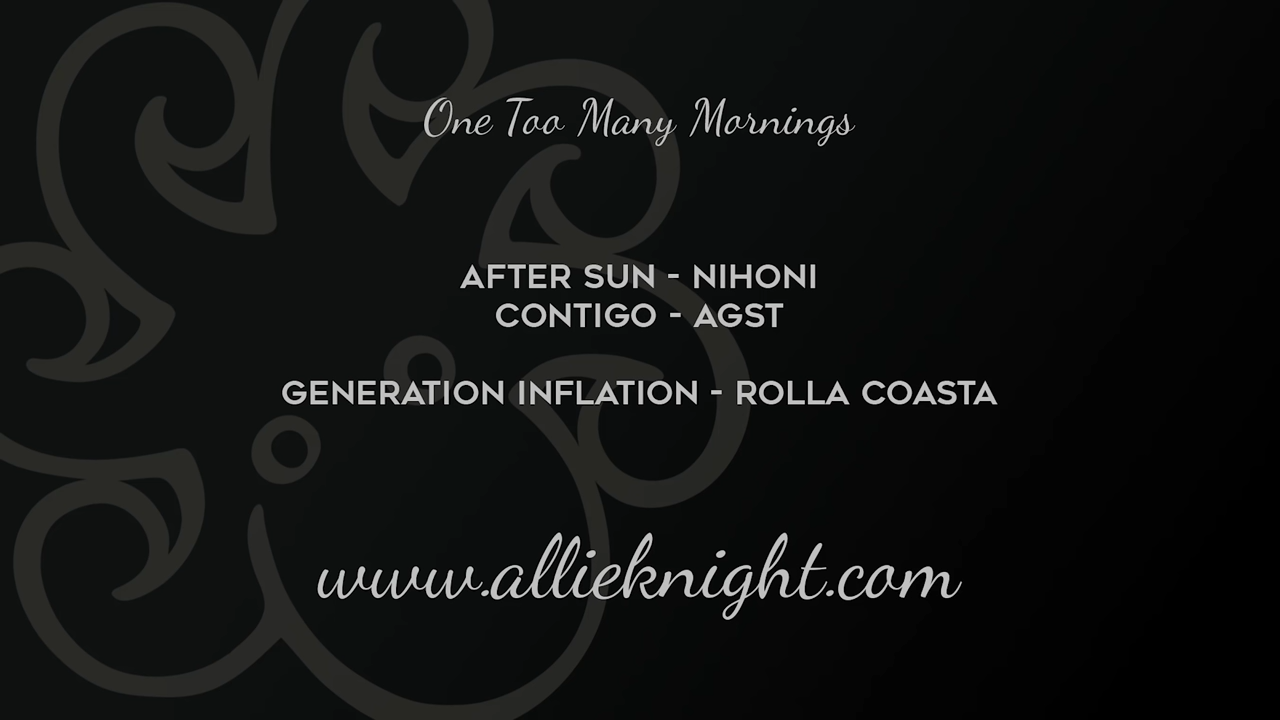 One Too Many Mornings
AFTER SUN - NIHONI
CONTIGO - AGST
GENERATION INFLATION - ROLLA COASTA
www.allieknight.com